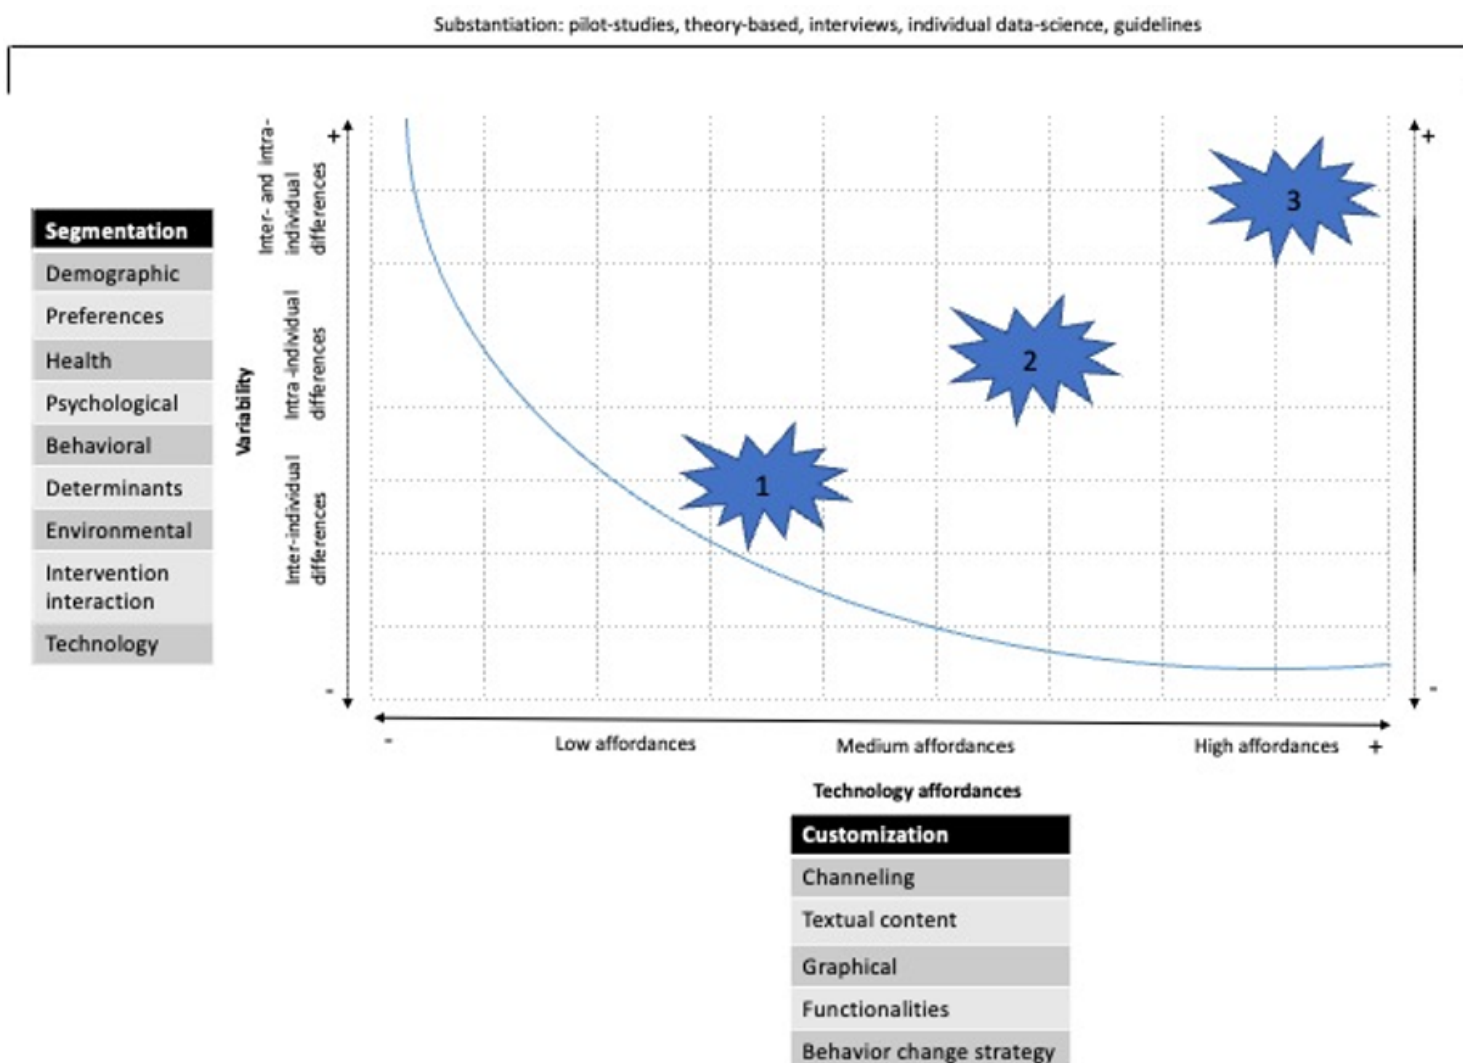 Substantiation: pilot-studies, theory-based, interviews, individual data-science, guidelines
Segmentation
Demographic
Preferences
Health
Psychological
Behavioral
Determinants
Environmental
Intervention
interaction
Technology
Variability
+
Inter- and intra-
individual
differences
Intra -individual
differences
Inter-individual
differences
-
1
2
3
+
-
-
Low affordances
Medium affordances
High affordances
+
Technology affordances
Customization
Channeling
Textual content
Graphical
Functionalities
Behavior change strategy